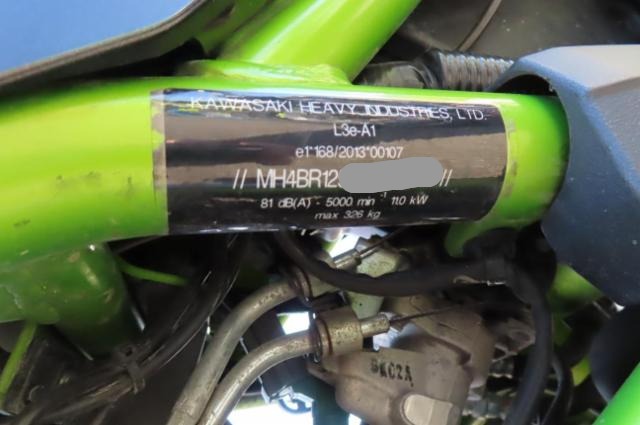 KAWASAKI HEAVY INDUSTRIES, LTD.
L3e-A1
e1*168/2013*00107
// MH4BR12 //
81 dB(A) - 5000 min⁻¹ 11.0 kW
max 326 kg